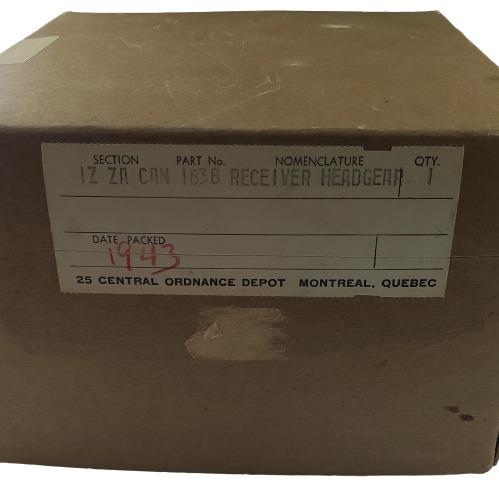 SECTION PART No. NOMENCLATURE QTY.
1Z ZA CAN 163B RECEIVER HEADGEAR 1
DATE PACKED
1943
25 CENTRAL ORDNANCE DEPOT MONTREAL, QUEBEC